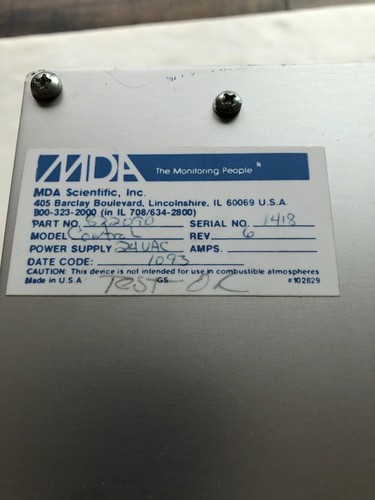 MDA The Monitoring People
MDA Scientific, Inc.
405 Barclay Boulevard, Lincolnshire, IL 60069 U.S.A.
800-323-2000 (in IL 708/634-2800)
PART NO. 822090 SERIAL NO. 1418
MODEL Control REV 6
POWER SUPPLY 24VAC AMPS.
DATE CODE: 1093
CAUTION: This device is not intended for use in combustible atmospheres
Made in U.S.A. GS #102829
TEST-OK